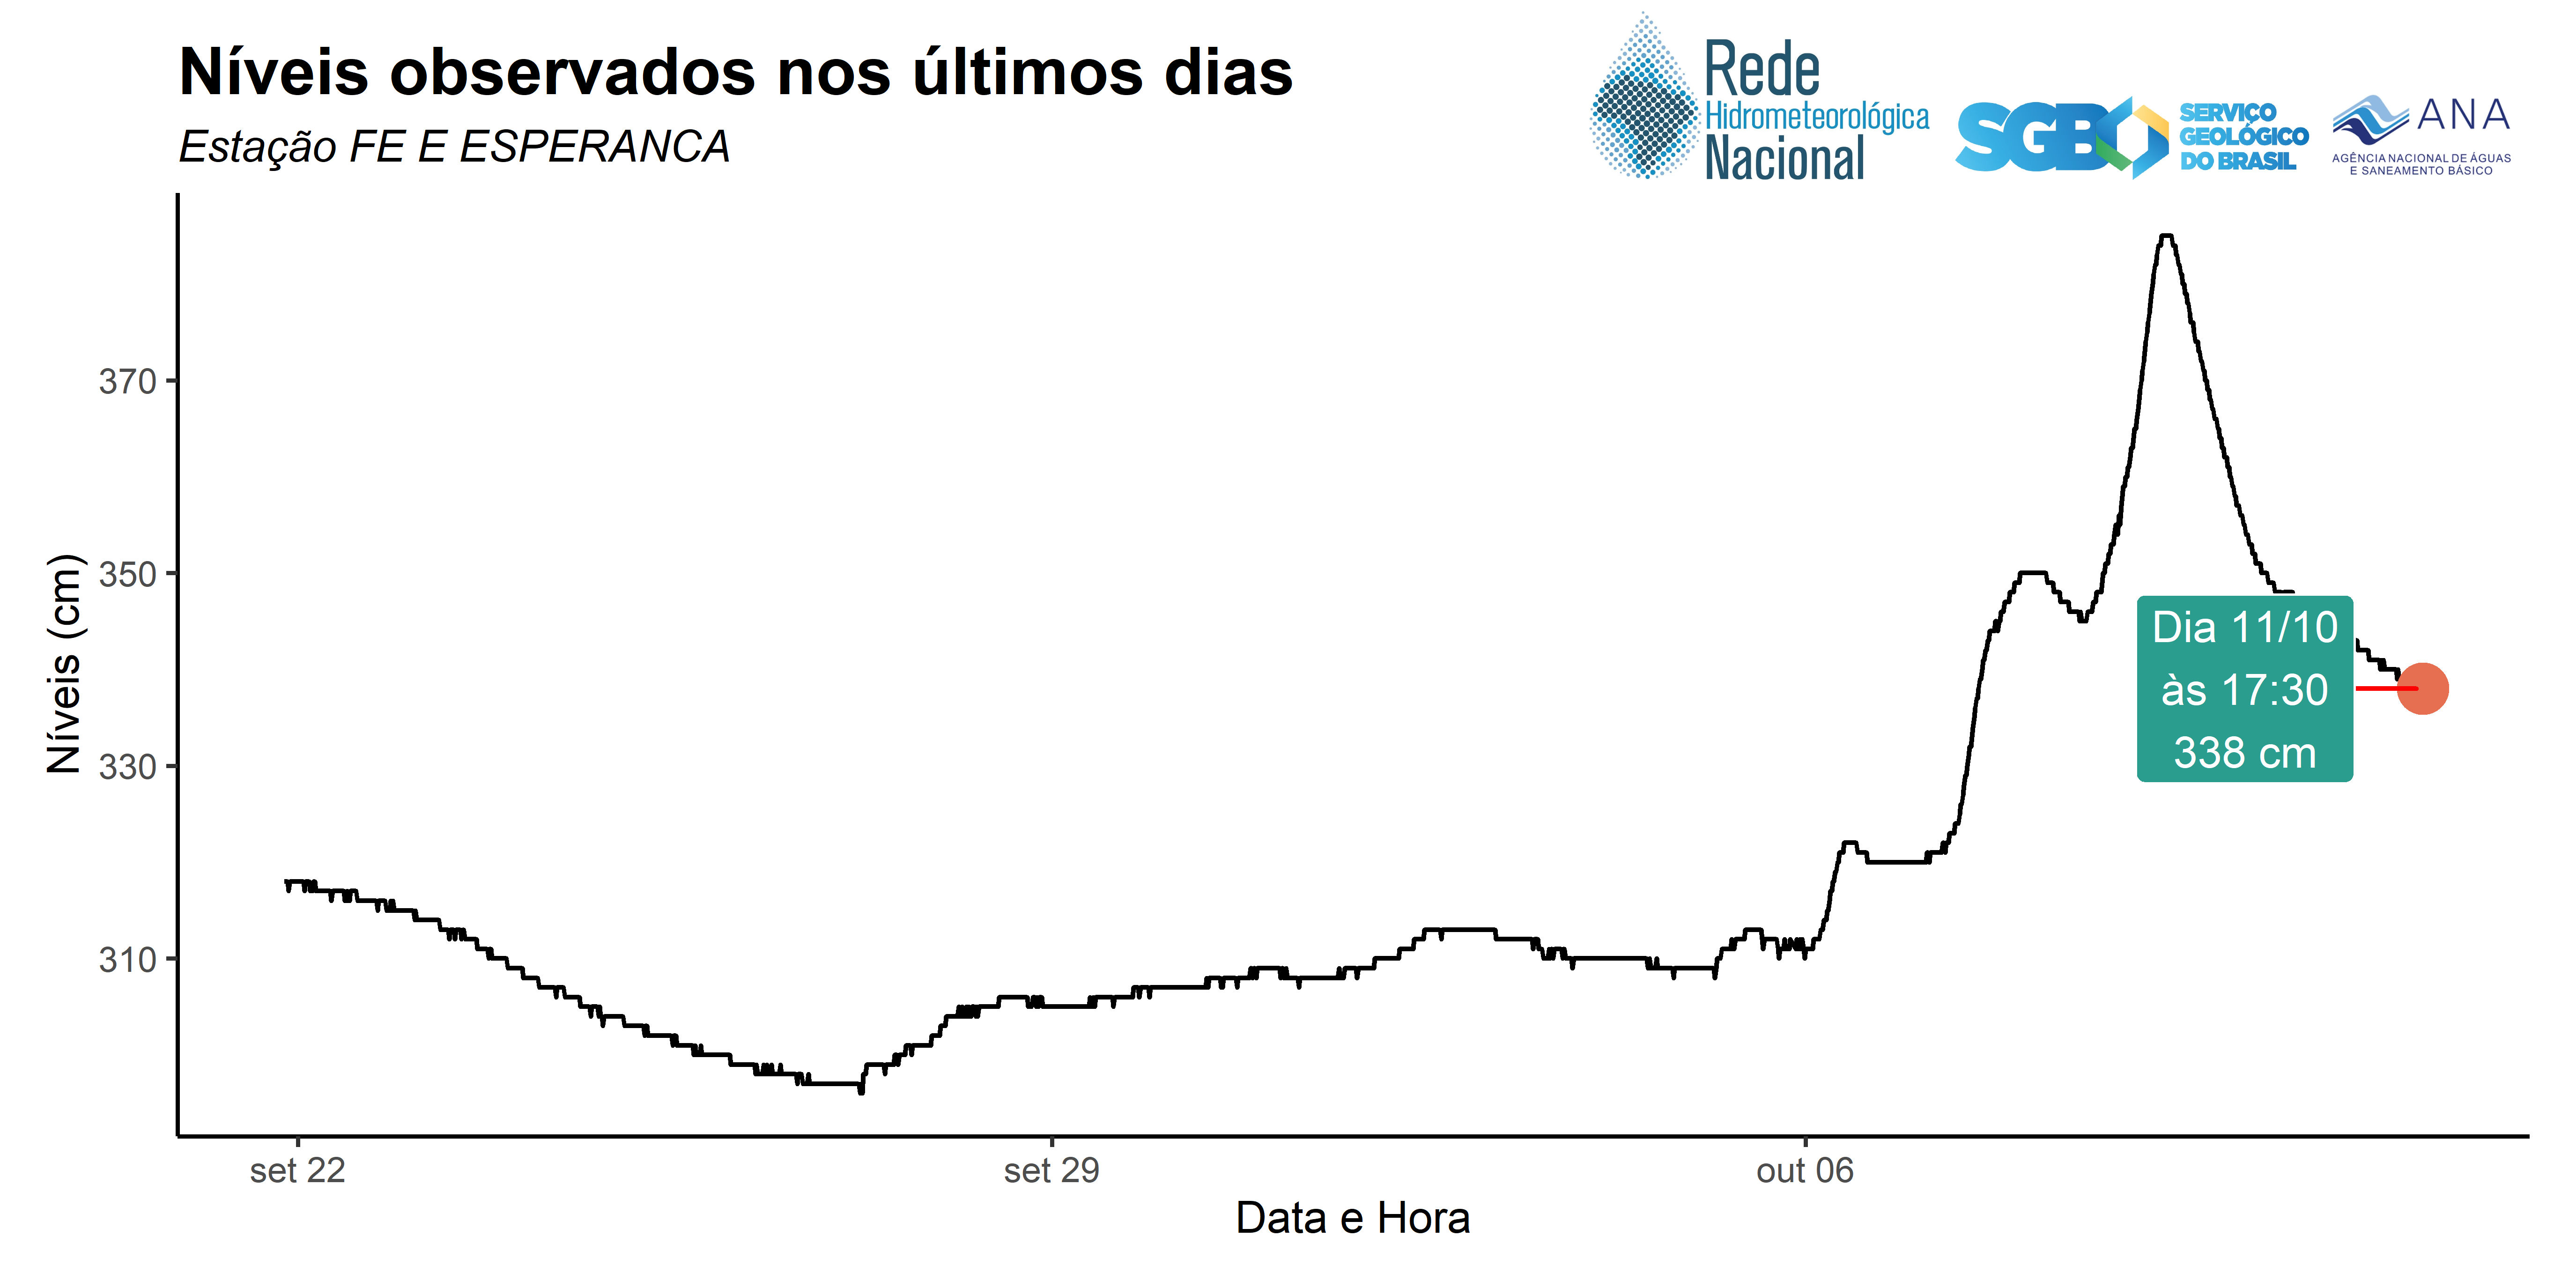 Níveis observados nos últimos dias
Estação FE E ESPERANCA
Rede
Hidrometeorológica
Nacional
SGB
SERVIÇO
GEOLÓGICO
DO BRASIL
ANA
AGÊNCIA NACIONAL DE ÁGUAS
E SANEAMENTO BÁSICO
Níveis (cm)
370
350
330
310
Dia 11/10
às 17:30
338 cm
set 22
set 29
out 06
Data e Hora